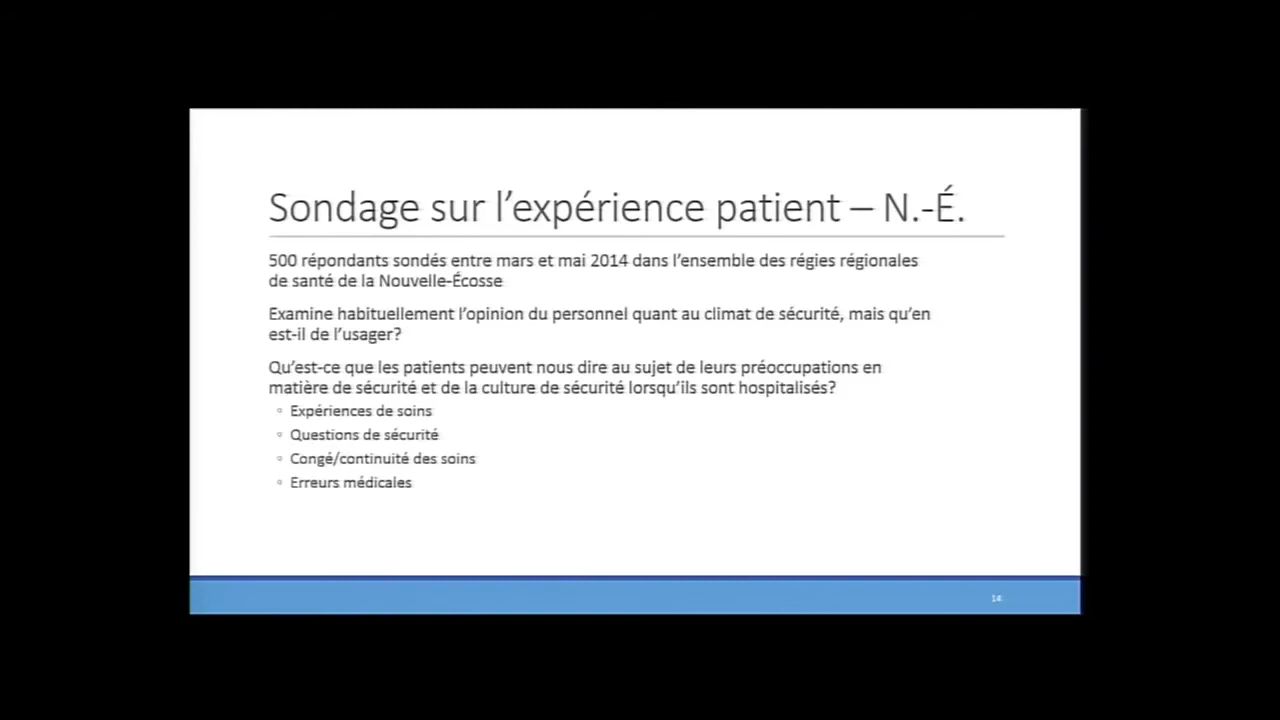 Sondage sur l'expérience patient – N.-É.
500 répondants sondés entre mars et mai 2014 dans l'ensemble des régies régionales
de santé de la Nouvelle-Écosse
Examine habituellement l'opinion du personnel quant au climat de sécurité, mais qu'en
est-il de l'usager?
Qu'est-ce que les patients peuvent nous dire au sujet de leurs préoccupations en
matière de sécurité et de la culture de sécurité lorsqu'ils sont hospitalisés?
◦ Expériences de soins
◦ Questions de sécurité
◦ Congé/continuité des soins
◦ Erreurs médicales
14